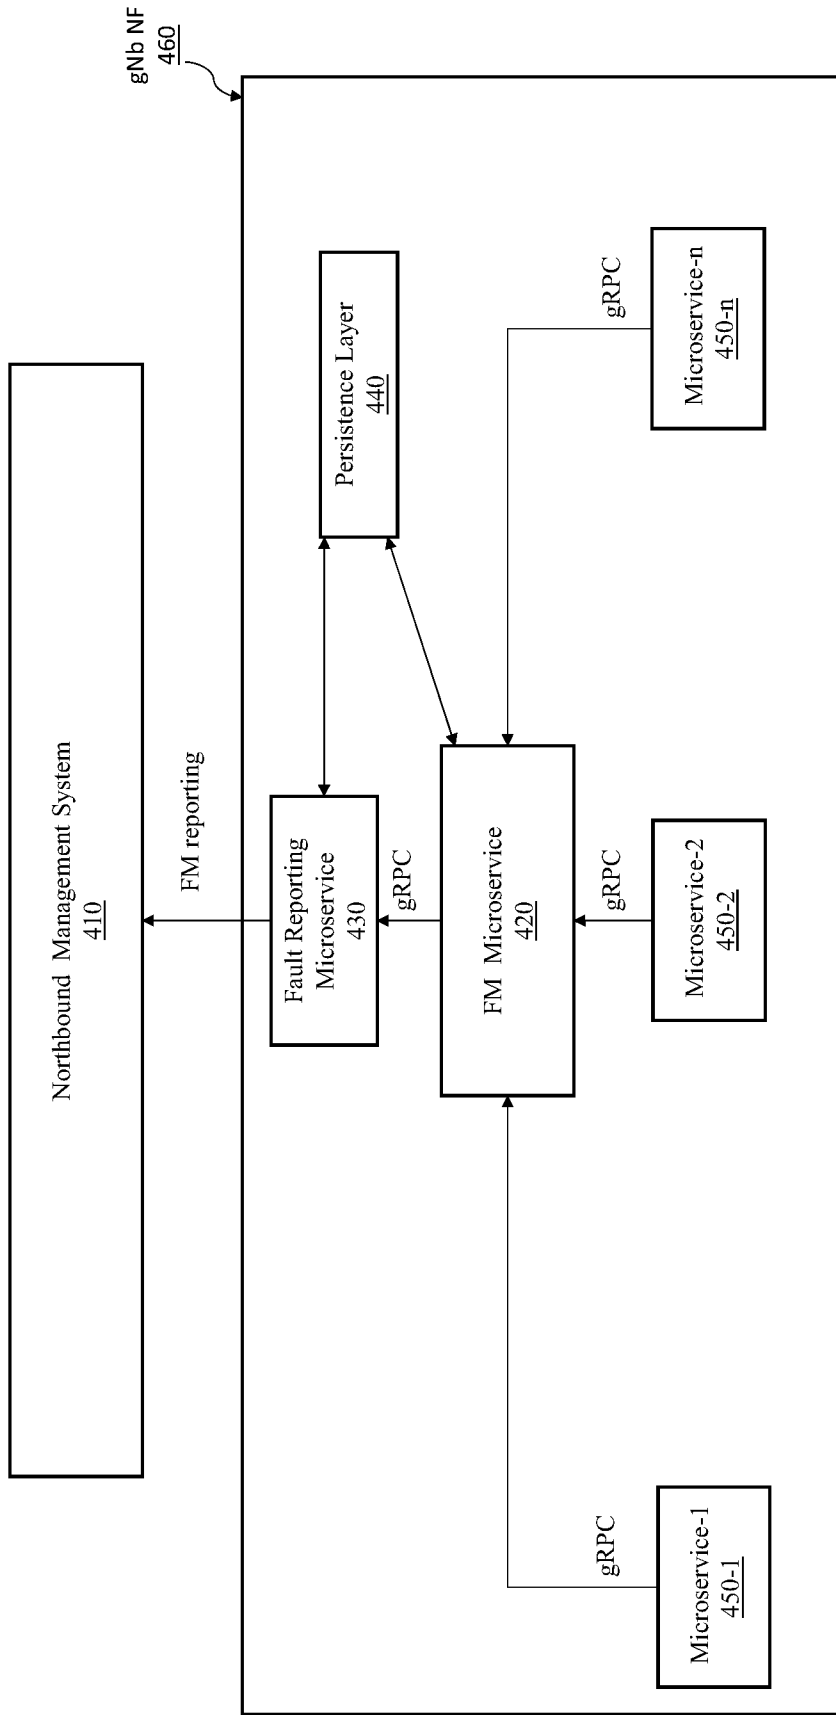 gNb NF
460
Northbound Management System
410
FM reporting
Fault Reporting
Microservice
430
Persistence Layer
440
gRPC
FM Microservice
420
gRPC
gRPC
gRPC
Microservice-1
450-1
Microservice-2
450-2
Microservice-n
450-n